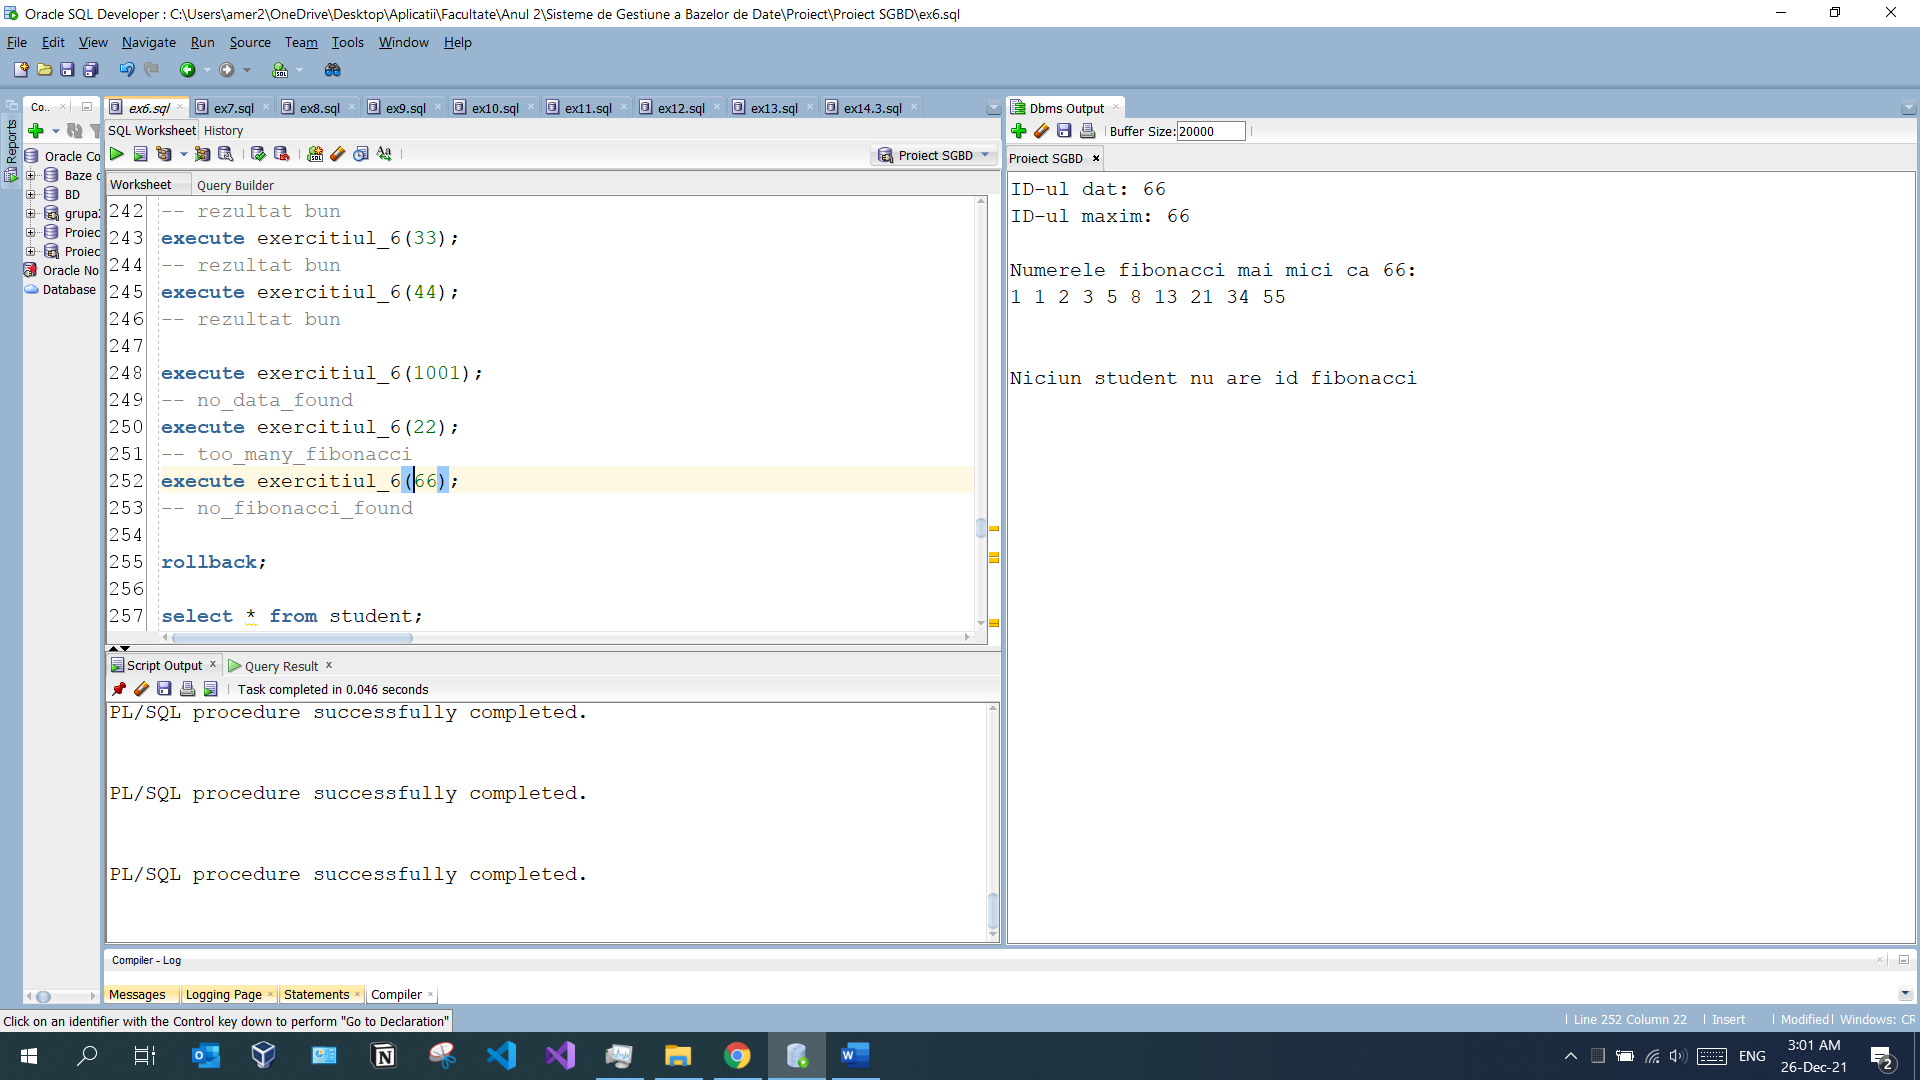 Oracle SQL Developer : C:\Users\amer2\OneDrive\Desktop\Aplicatii\Facultate\Anul 2\Sisteme de Gestiune a Bazelor de Date\Proiect\Proiect SGBD\ex6.sql
File Edit View Navigate Run Source Team Tools Window Help
Reports
Co..
Oracle Co
Baze
BD
grupa2
Proiec
Proiec
Oracle No
Database
ex6.sql ex7.sql ex8.sql ex9.sql ex10.sql ex11.sql ex12.sql ex13.sql ex14.3.sql
SQL Worksheet History
Proiect SGBD
Worksheet Query Builder
242 -- rezultat bun
243 execute exercitiul_6(33);
244 -- rezultat bun
245 execute exercitiul_6(44);
246 -- rezultat bun
247
248 execute exercitiul_6(1001);
249 -- no_data_found
250 execute exercitiul_6(22);
251 -- too_many_fibonacci
252 execute exercitiul_6(66);
253 -- no_fibonacci_found
254
255 rollback;
256
257 select * from student;
Script Output Query Result
Task completed in 0.046 seconds
PL/SQL procedure successfully completed.
PL/SQL procedure successfully completed.
PL/SQL procedure successfully completed.
Dbms Output
Buffer Size: 20000
Proiect SGBD
ID-ul dat: 66
ID-ul maxim: 66
Numerele fibonacci mai mici ca 66:
1 1 2 3 5 8 13 21 34 55
Niciun student nu are id fibonacci
Compiler - Log
Messages Logging Page Statements Compiler
Click on an identifier with the Control key down to perform "Go to Declaration"
Line 252 Column 22 Insert Modified Windows: CR
ENG
3:01 AM
26-Dec-21
2